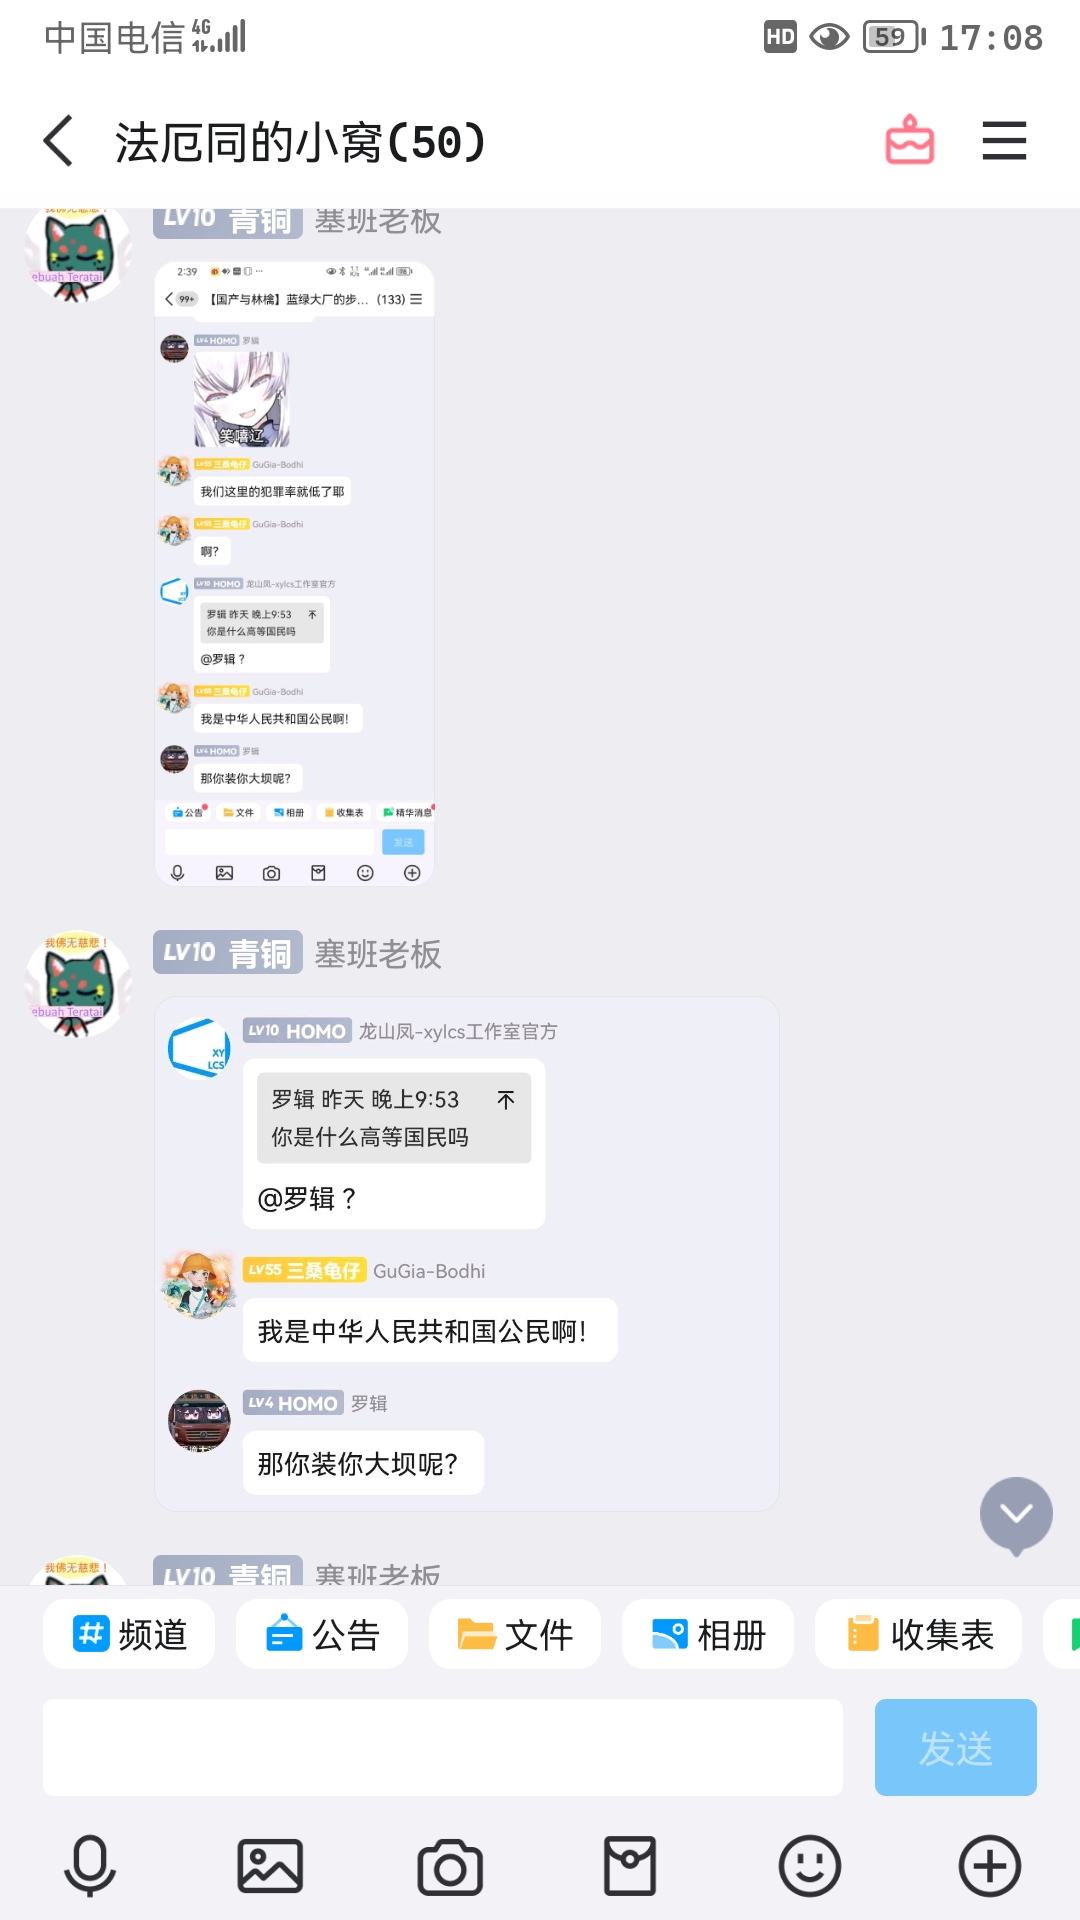 中国电信 4G
HD 59 17:08
法厄同的小窝(50)
我佛无慈悲！
ebuah Teratai
LV10 青铜 塞班老板
2:39
99+ 【国产与林檎】蓝绿大厂的步... (133)
LV4 HOMO 罗辑
笑嘻辽
LV55 三桑龟仔 GuGia-Bodhi
我们这里的犯罪率就低了耶
LV55 三桑龟仔 GuGia-Bodhi
啊?
LV10 HOMO 龙山凤-xylcs工作室官方
罗辑 昨天 晚上9:53
你是什么高等国民吗
@罗辑？
LV55 三桑龟仔 GuGia-Bodhi
我是中华人民共和国公民啊!
LV4 HOMO 罗辑
那你装你大坝呢?
公告 文件 相册 收集表 精华消息
发送
我佛无慈悲！
ebuah Teratai
LV10 青铜 塞班老板
XY
LCS
LV10 HOMO 龙山凤-xylcs工作室官方
罗辑 昨天 晚上9:53
你是什么高等国民吗
@罗辑？
LV55 三桑龟仔 GuGia-Bodhi
我是中华人民共和国公民啊!
LV4 HOMO 罗辑
那你装你大坝呢?
我佛无慈悲！
LV10 青铜 塞班老板
频道 公告 文件 相册 收集表
发送